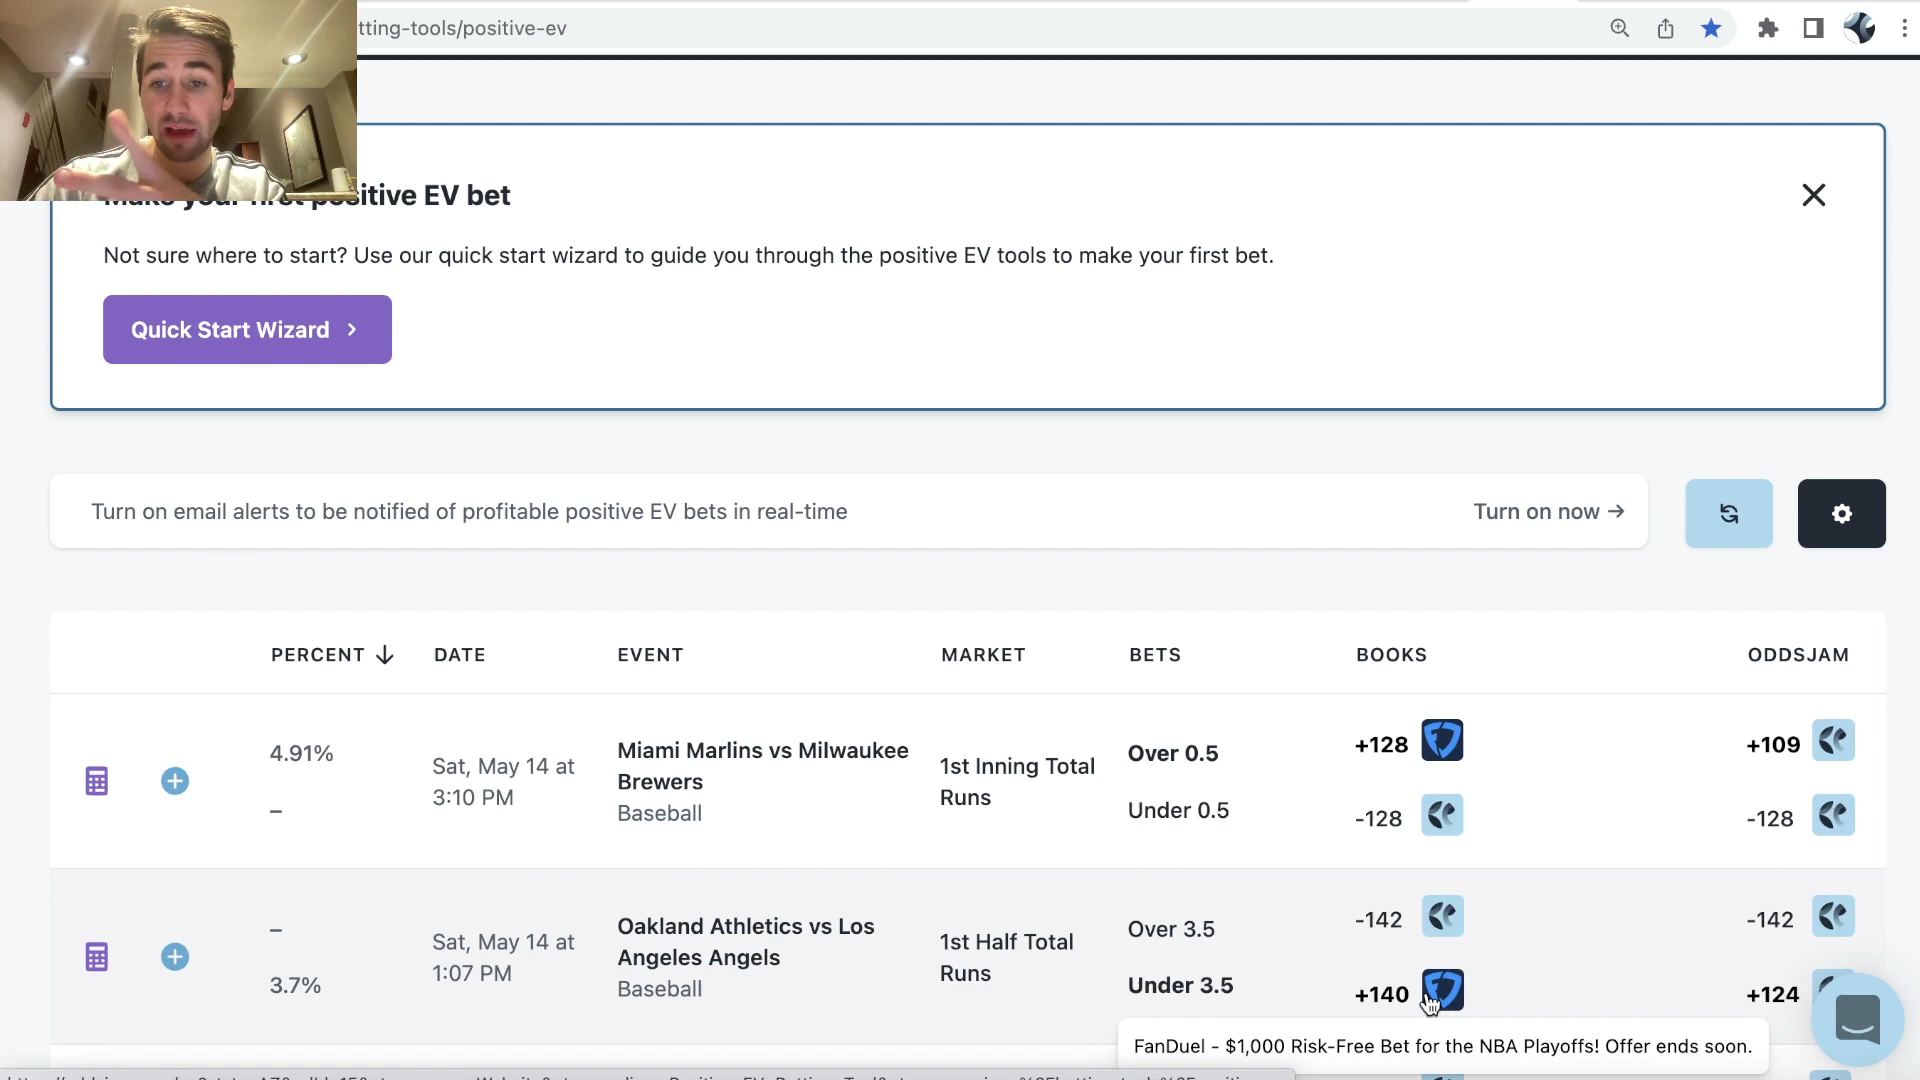 tting-tools/positive-ev
itive EV bet
Not sure where to start? Use our quick start wizard to guide you through the positive EV tools to make your first bet.
Quick Start Wizard
Turn on email alerts to be notified of profitable positive EV bets in real-time
Turn on now →
PERCENT ↓ DATE EVENT MARKET BETS BOOKS ODDSJAM
4.91%
–
Sat, May 14 at
3:10 PM
Miami Marlins vs Milwaukee
Brewers
Baseball
1st Inning Total
Runs
Over 0.5
Under 0.5
+128
-128
+109
-128
–
3.7%
Sat, May 14 at
1:07 PM
Oakland Athletics vs Los
Angeles Angels
Baseball
1st Half Total
Runs
Over 3.5
Under 3.5
-142
+140
-142
+124
FanDuel - $1,000 Risk-Free Bet for the NBA Playoffs! Offer ends soon.